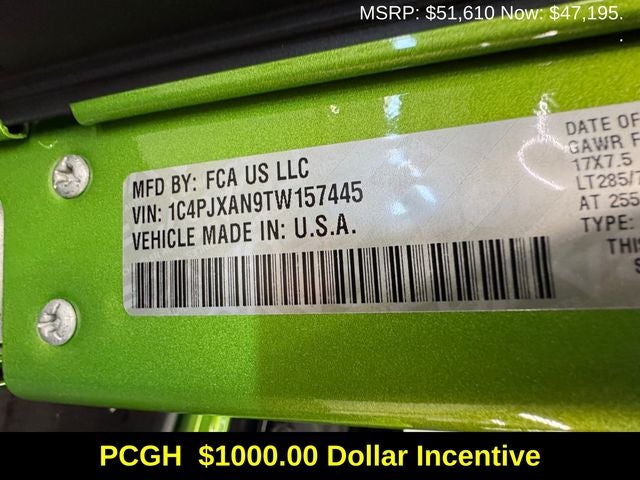 MSRP: $51,610 Now: $47,195.
.
MFD BY: FCA US LLC
VIN: 1C4PJXAN9TW157445
VEHICLE MADE IN: U.S.A.
DATE OF
GAWR F
17X7.5
LT285/7
AT 255
TYPE:
THIS
PCGH $1000.00 Dollar Incentive